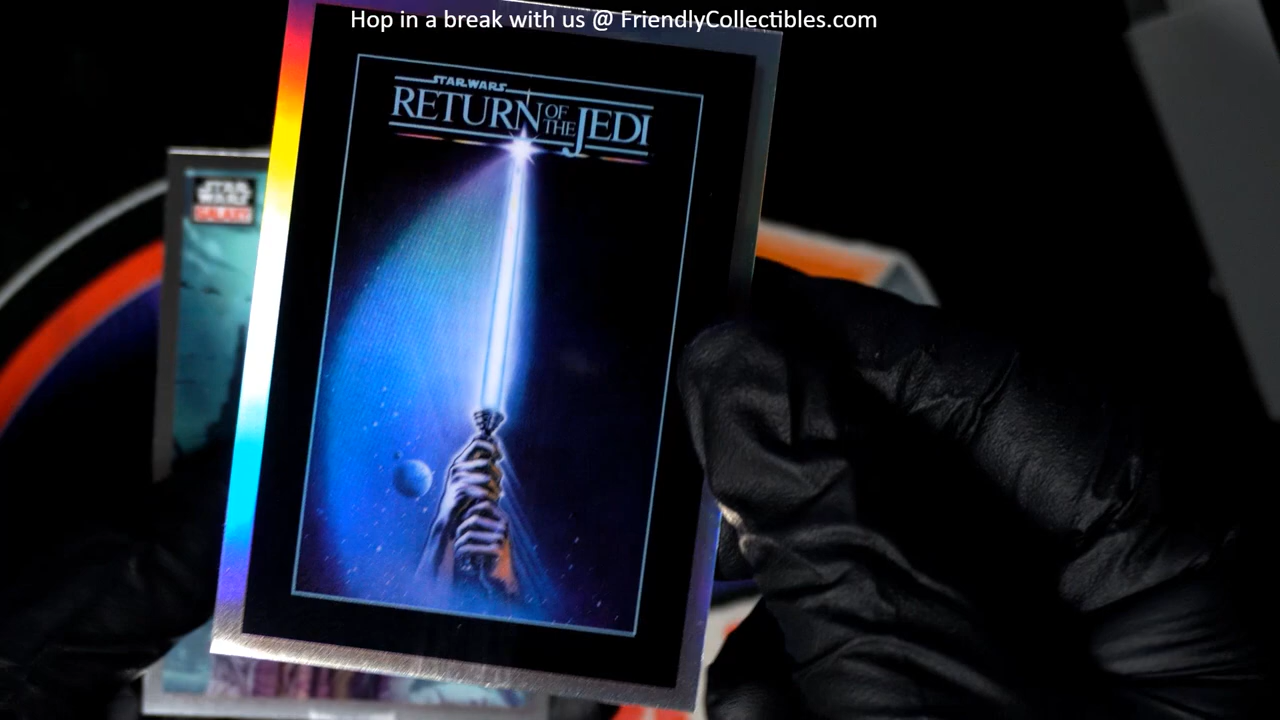 Hop in a break with us @ FriendlyCollectibles.com
STAR WARS
RETURN OF THE JEDI
STAR WARS
GALAXY